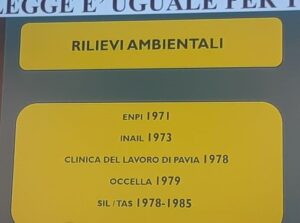 LEGGE E' UGUALE PER T
RILIEVI AMBIENTALI
ENPI 1971
INAIL 1973
CLINICA DEL LAVORO DI PAVIA 1978
OCCELLA 1979
SIL /TAS 1978-1985